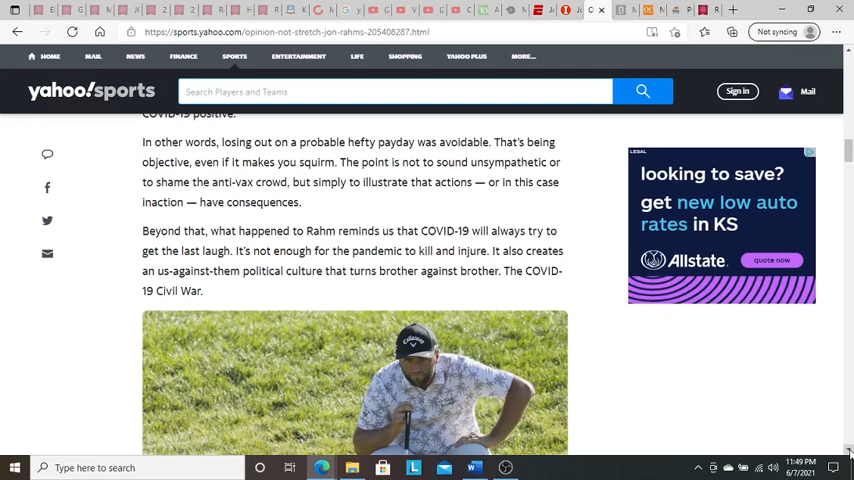 https://sports.yahoo.com/opinion-not-stretch-jon-rahms-205408287.html
Not syncing
HOME MAIL NEWS FINANCE SPORTS ENTERTAINMENT LIFE SHOPPING YAHOO PLUS MORE...
yahoo!sports
Search Players and Teams
Sign in
Mail
COVID-19 positive.
In other words, losing out on a probable hefty payday was avoidable. That's being
objective, even if it makes you squirm. The point is not to sound unsympathetic or
to shame the anti-vax crowd, but simply to illustrate that actions — or in this case
inaction — have consequences.
Beyond that, what happened to Rahm reminds us that COVID-19 will always try to
get the last laugh. It's not enough for the pandemic to kill and injure. It also creates
an us-against-them political culture that turns brother against brother. The COVID-
19 Civil War.
LEGAL
looking to save?
get new low auto
rates in KS
Allstate
quote now
Callaway
Type here to search
11:49 PM
6/7/2021